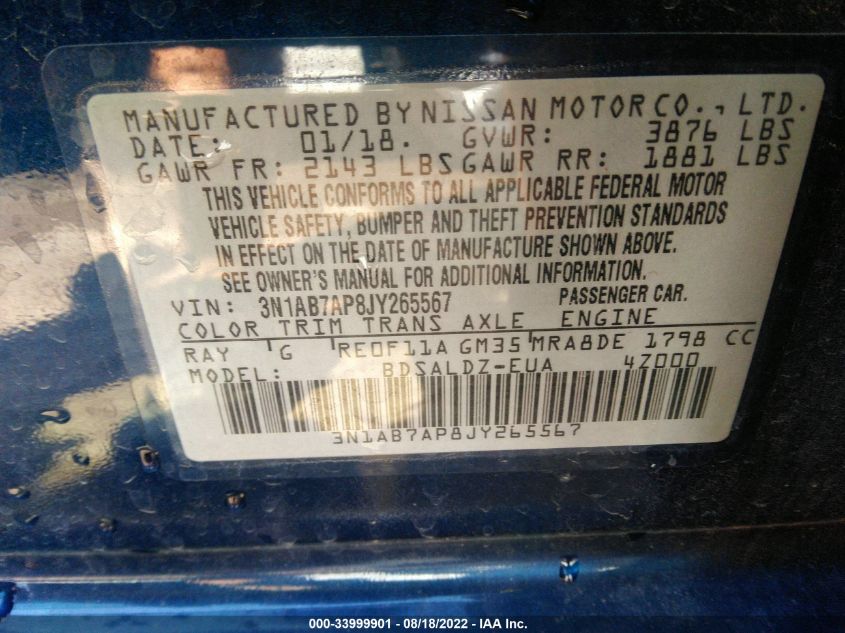 MANUFACTURED BY NISSAN MOTOR CO., LTD.
DATE: 01/18. GVWR: 3876 LBS
GAWR FR: 2143 LBS GAWR RR: 1881 LBS
THIS VEHICLE CONFORMS TO ALL APPLICABLE FEDERAL MOTOR
VEHICLE SAFETY, BUMPER AND THEFT PREVENTION STANDARDS
IN EFFECT ON THE DATE OF MANUFACTURE SHOWN ABOVE.
SEE OWNER'S MANUAL FOR ADDITIONAL INFORMATION.
VIN: 3N1AB7AP8JY265567 PASSENGER CAR.
COLOR TRIM TRANS AXLE ENGINE
RAY G RE0F11A GM35 MRA8DE 1798 CC
MODEL: BDSALDZ-EUA 4Z000
3N1AB7AP8JY265567
000-33999901 - 08/18/2022 - IAA Inc.